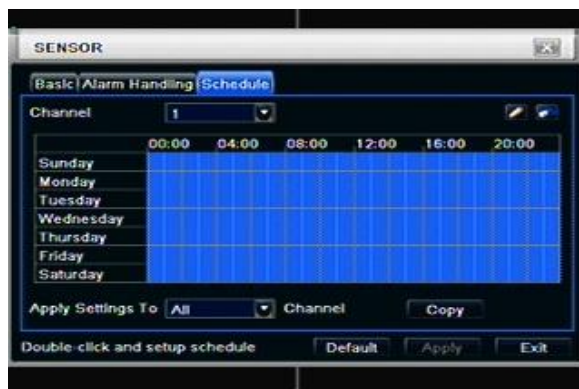 SENSOR
Basic Alarm Handling Schedule
Channel 1
00:00 04:00 08:00 12:00 16:00 20:00
Sunday
Monday
Tuesday
Wednesday
Thursday
Friday
Saturday
Apply Settings To All Channel Copy
Double-click and setup schedule Default Apply Exit